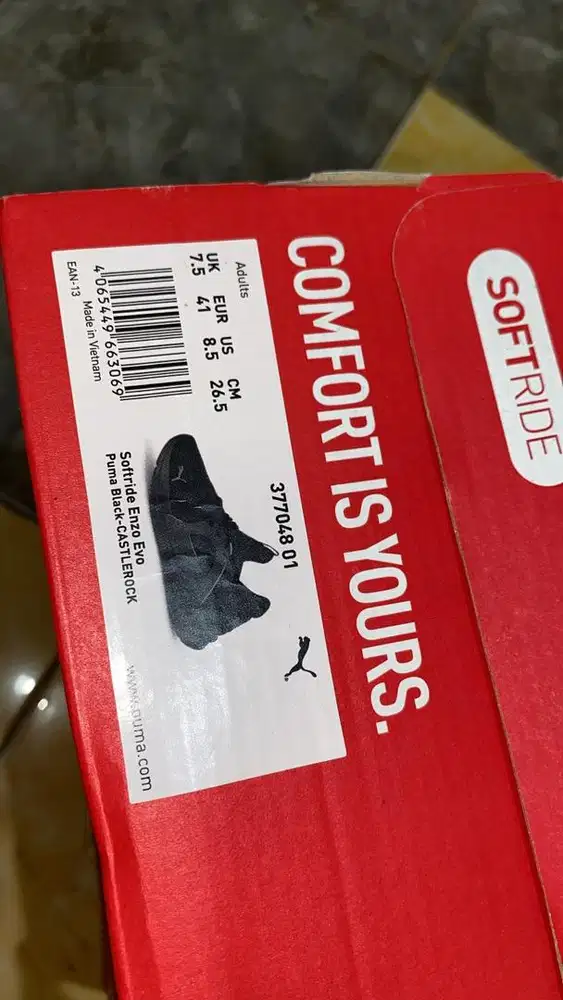 SOFTRIDE
COMFORT IS YOURS.
Adults
UK EUR US CM
7.5 41 8.5 26.5
4 065449 663069
EAN-13 Made in Vietnam
377048 01
Softride Enzo Evo
Puma Black-CASTLEROCK
www.puma.com